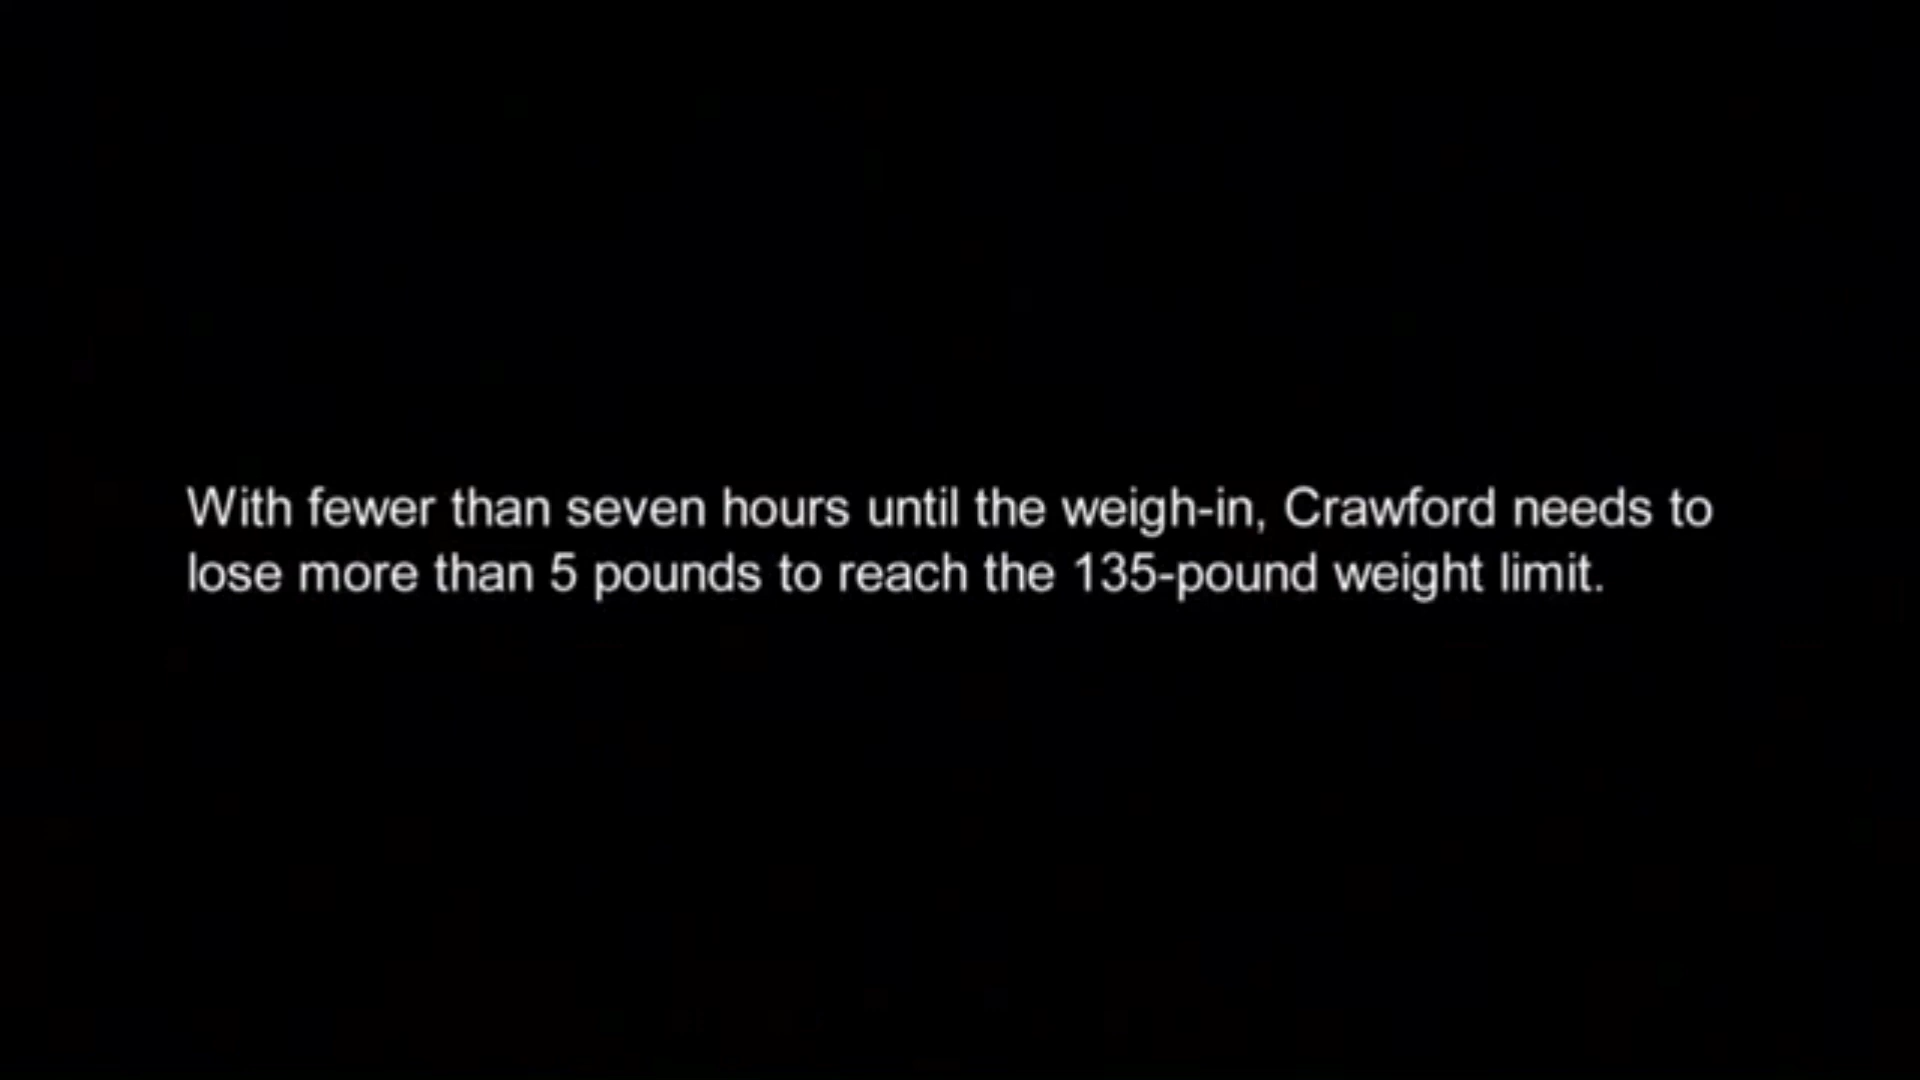 With fewer than seven hours until the weigh-in, Crawford needs to
lose more than 5 pounds to reach the 135-pound weight limit.